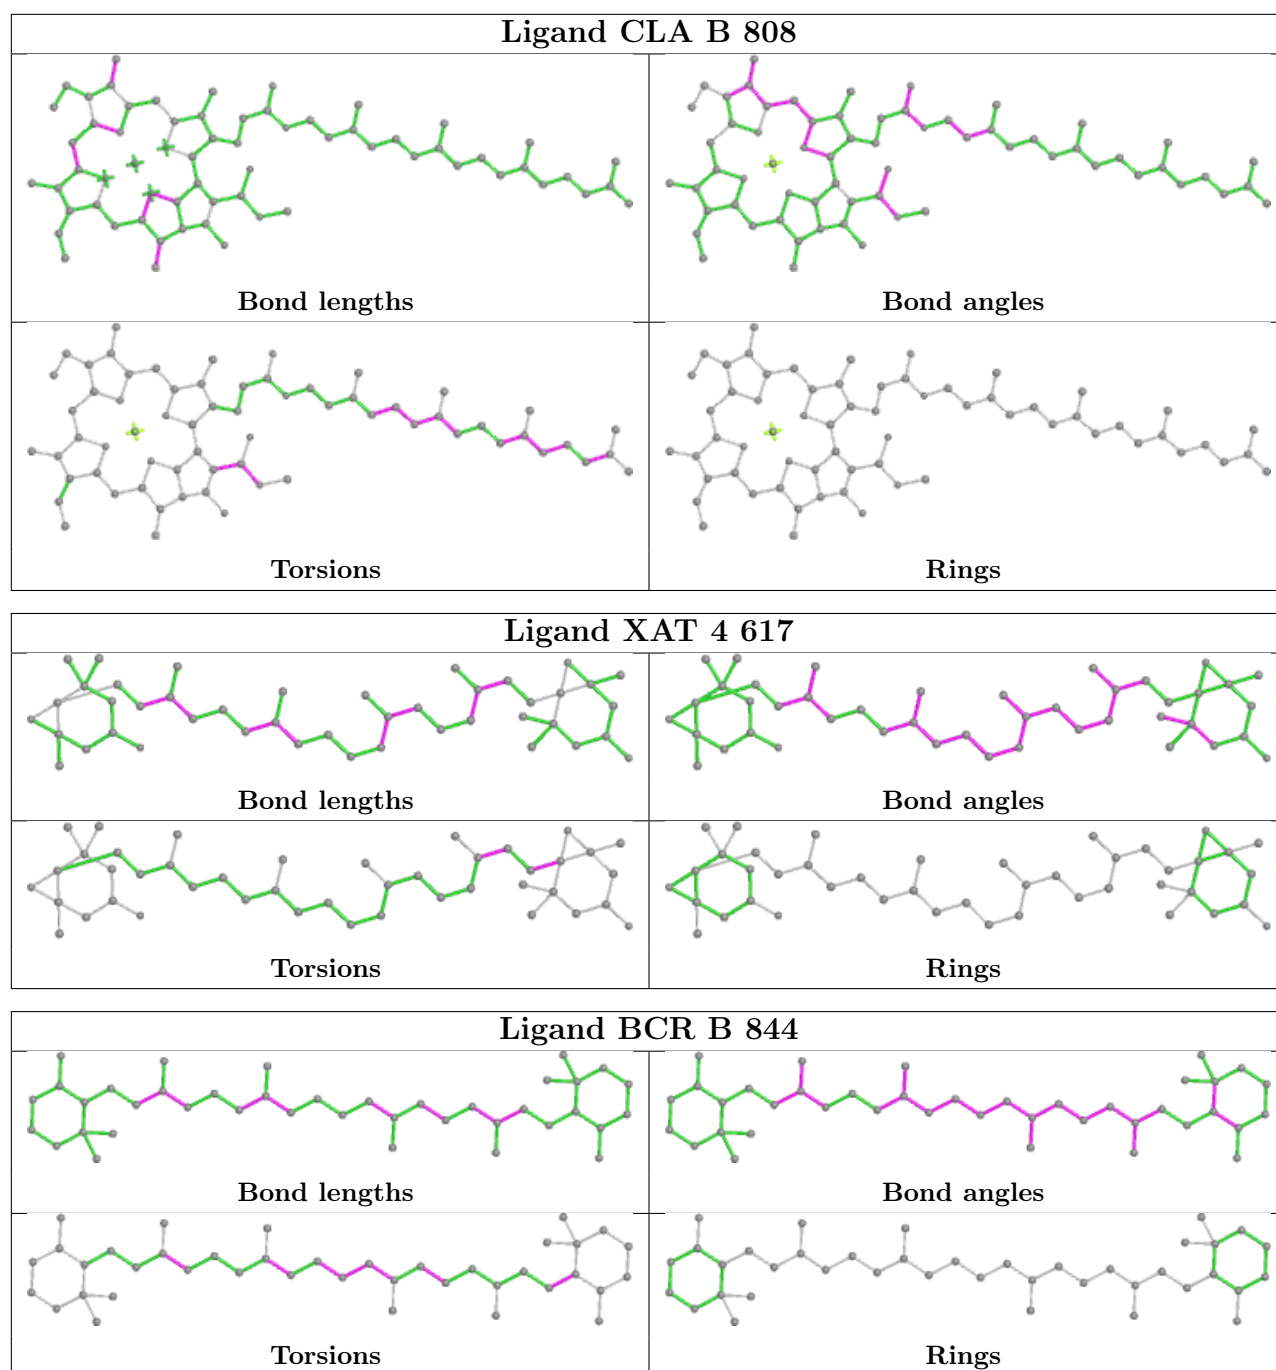 Ligand CLA B 808
Bond lengths
Bond angles
Torsions
Rings
Ligand XAT 4 617
Bond lengths
Bond angles
Torsions
Rings
Ligand BCR B 844
Bond lengths
Bond angles
Torsions
Rings